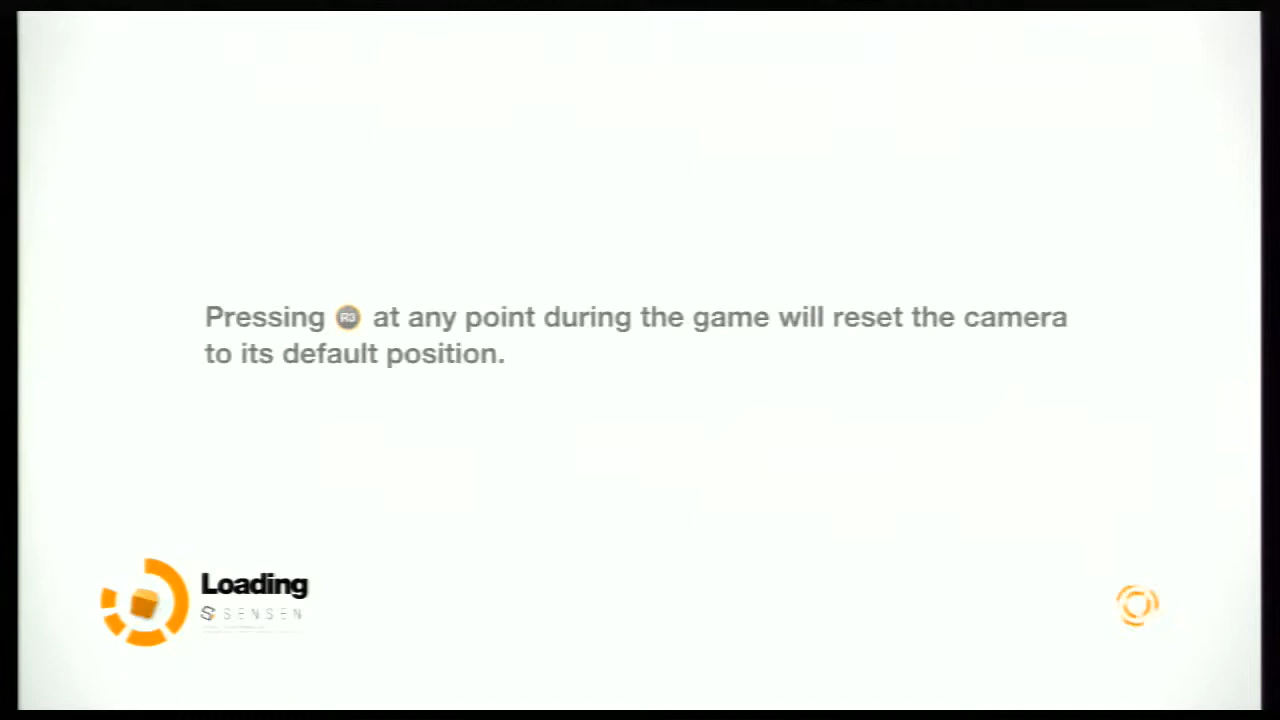 Pressing R3 at any point during the game will reset the camera
to its default position.
Loading
SENSEN